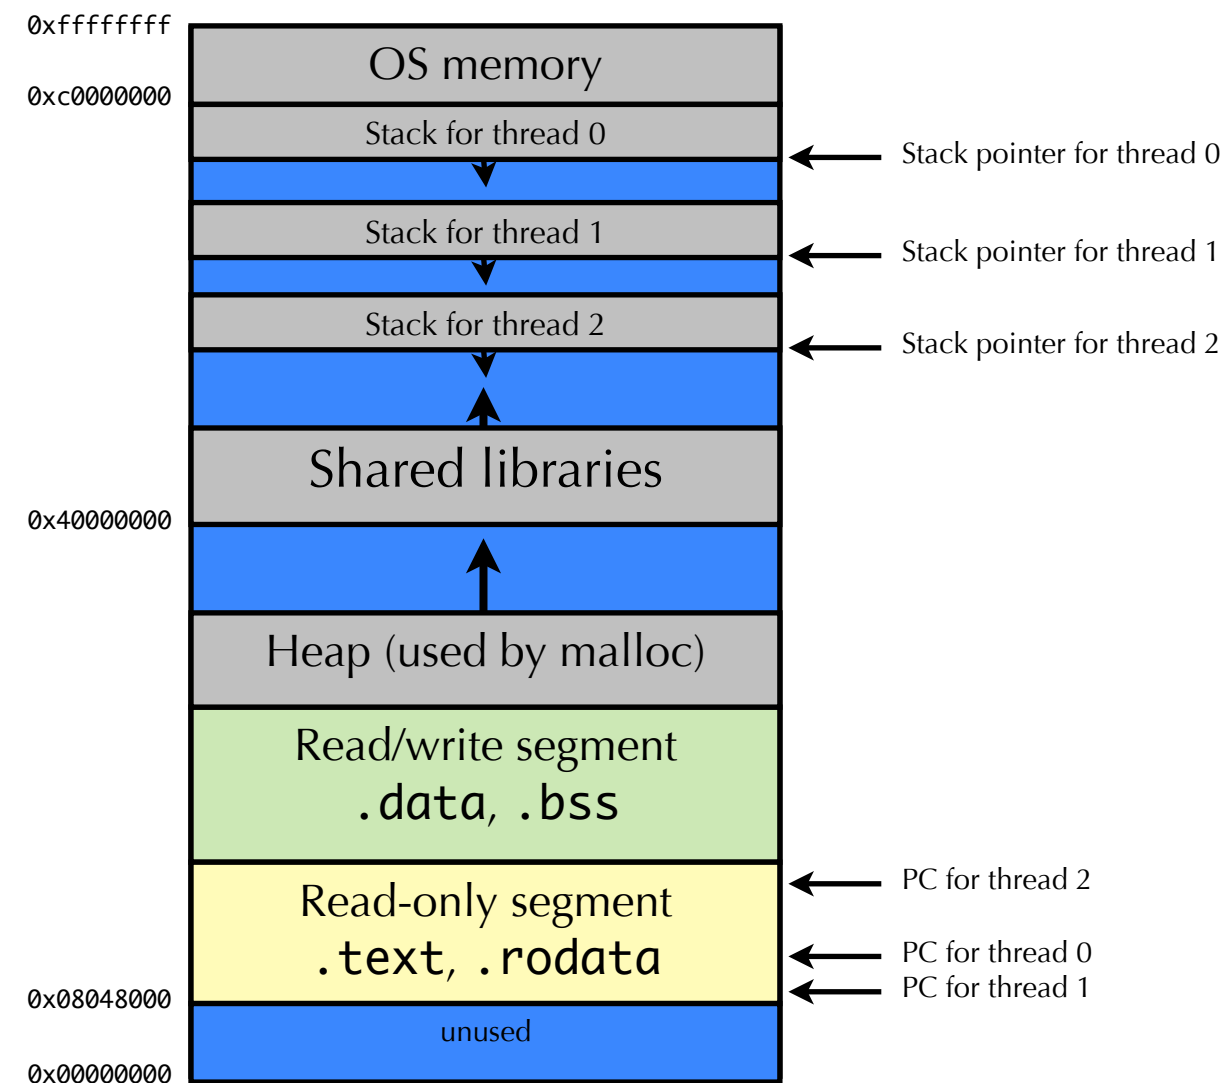 0xffffffff
OS memory
0xc0000000
Stack for thread 0
Stack pointer for thread 0
Stack for thread 1
Stack pointer for thread 1
Stack for thread 2
Stack pointer for thread 2
Shared libraries
0x40000000
Heap (used by malloc)
Read/write segment
.data, .bss
PC for thread 2
Read-only segment
.text, .rodata
PC for thread 0
PC for thread 1
0x08048000
unused
0x00000000